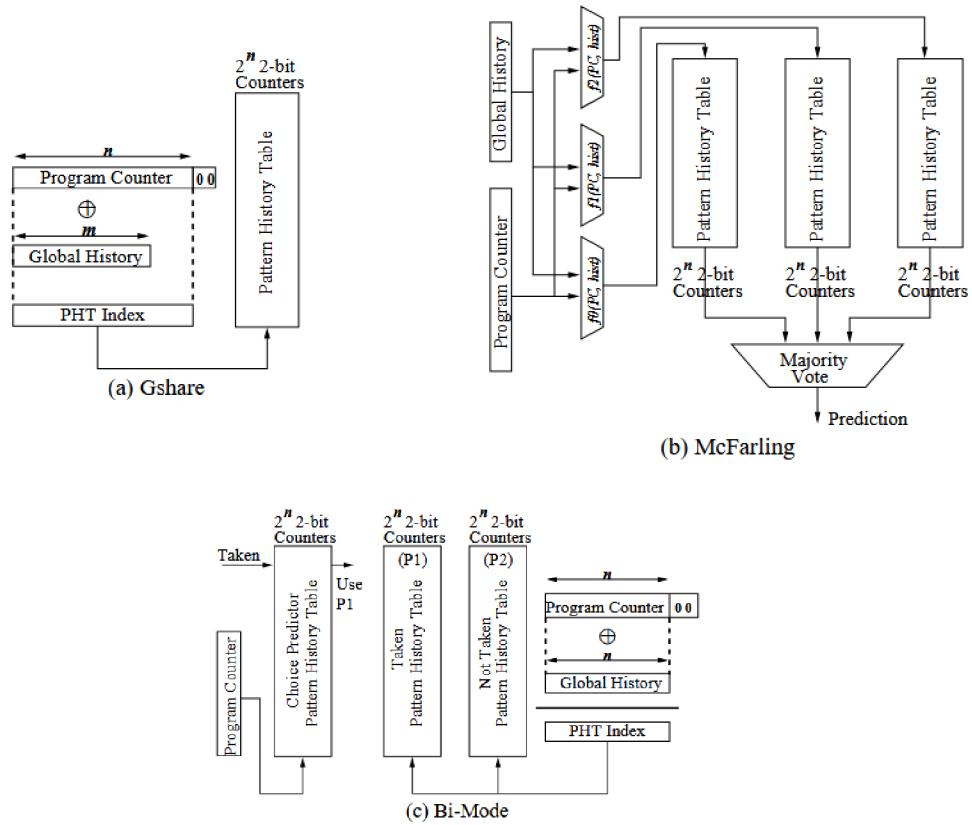 2^n 2-bit
Counters
Pattern History Table
n
Program Counter
0 0
⊕
m
Global History
PHT Index
(a) Gshare
Global History
Program Counter
f2(PC, hist)
f1(PC, hist)
f0(PC, hist)
Pattern History Table
Pattern History Table
Pattern History Table
2^n 2-bit
Counters
2^n 2-bit
Counters
2^n 2-bit
Counters
Majority
Vote
Prediction
(b) McFarling
2^n 2-bit
Counters
Taken
Choice Predictor
Pattern History Table
Use
P1
Program Counter
2^n 2-bit
Counters
(P1)
Taken
Pattern History Table
2^n 2-bit
Counters
(P2)
Not Taken
Pattern History Table
n
Program Counter
0 0
⊕
n
Global History
PHT Index
(c) Bi-Mode